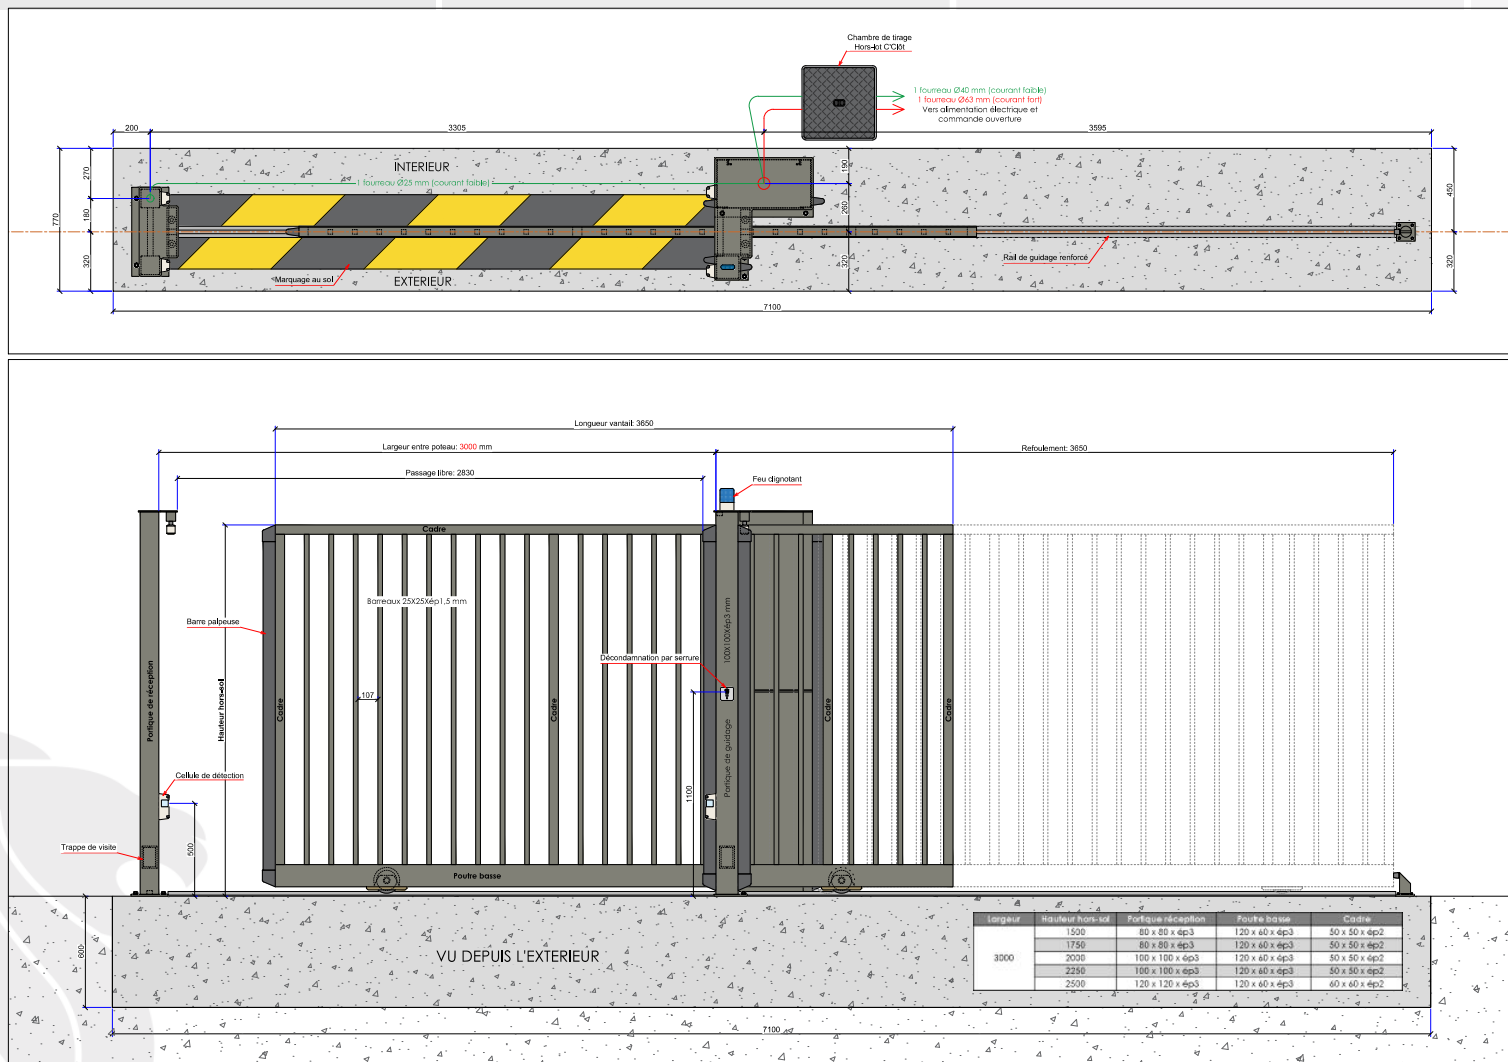 Chambre de tirage
Hors-lot C'Clôt
1 fourreau Ø40 mm (courant faible)
1 fourreau Ø63 mm (courant fort)
Vers alimentation électrique et
commande ouverture
200
3305
3595
INTERIEUR
1 fourreau Ø25 mm (courant faible)
770
270
180
320
190
260
320
450
320
Rail de guidage renforcé
Marquage au sol
EXTERIEUR
7100
Longueur vantail: 3650
Largeur entre poteau: 3000 mm
Refoulement: 3650
Passage libre: 2830
Feu clignotant
Cadre
Barreaux 25X25Xép1,5 mm
Barre palpeuse
100X100Xép3 mm
Décondamnation par serrure
Portique de réception
Hauteur hors-sol
107
Cadre
Cadre
Cadre
Cadre
Portique de guidage
Cellule de détection
1100
500
Trappe de visite
Poutre basse
600
VU DEPUIS L'EXTERIEUR
Largeur Hauteur hors-sol Portique réception Poutre basse Cadre
3000
1500 80 x 80 x ép3 120 x 60 x ép3 50 x 50 x ép2
1750 80 x 80 x ép3 120 x 60 x ép3 50 x 50 x ép2
2000 100 x 100 x ép3 120 x 60 x ép3 50 x 50 x ép2
2250 100 x 100 x ép3 120 x 60 x ép3 50 x 50 x ép2
2500 120 x 120 x ép3 120 x 60 x ép3 60 x 60 x ép2
7100